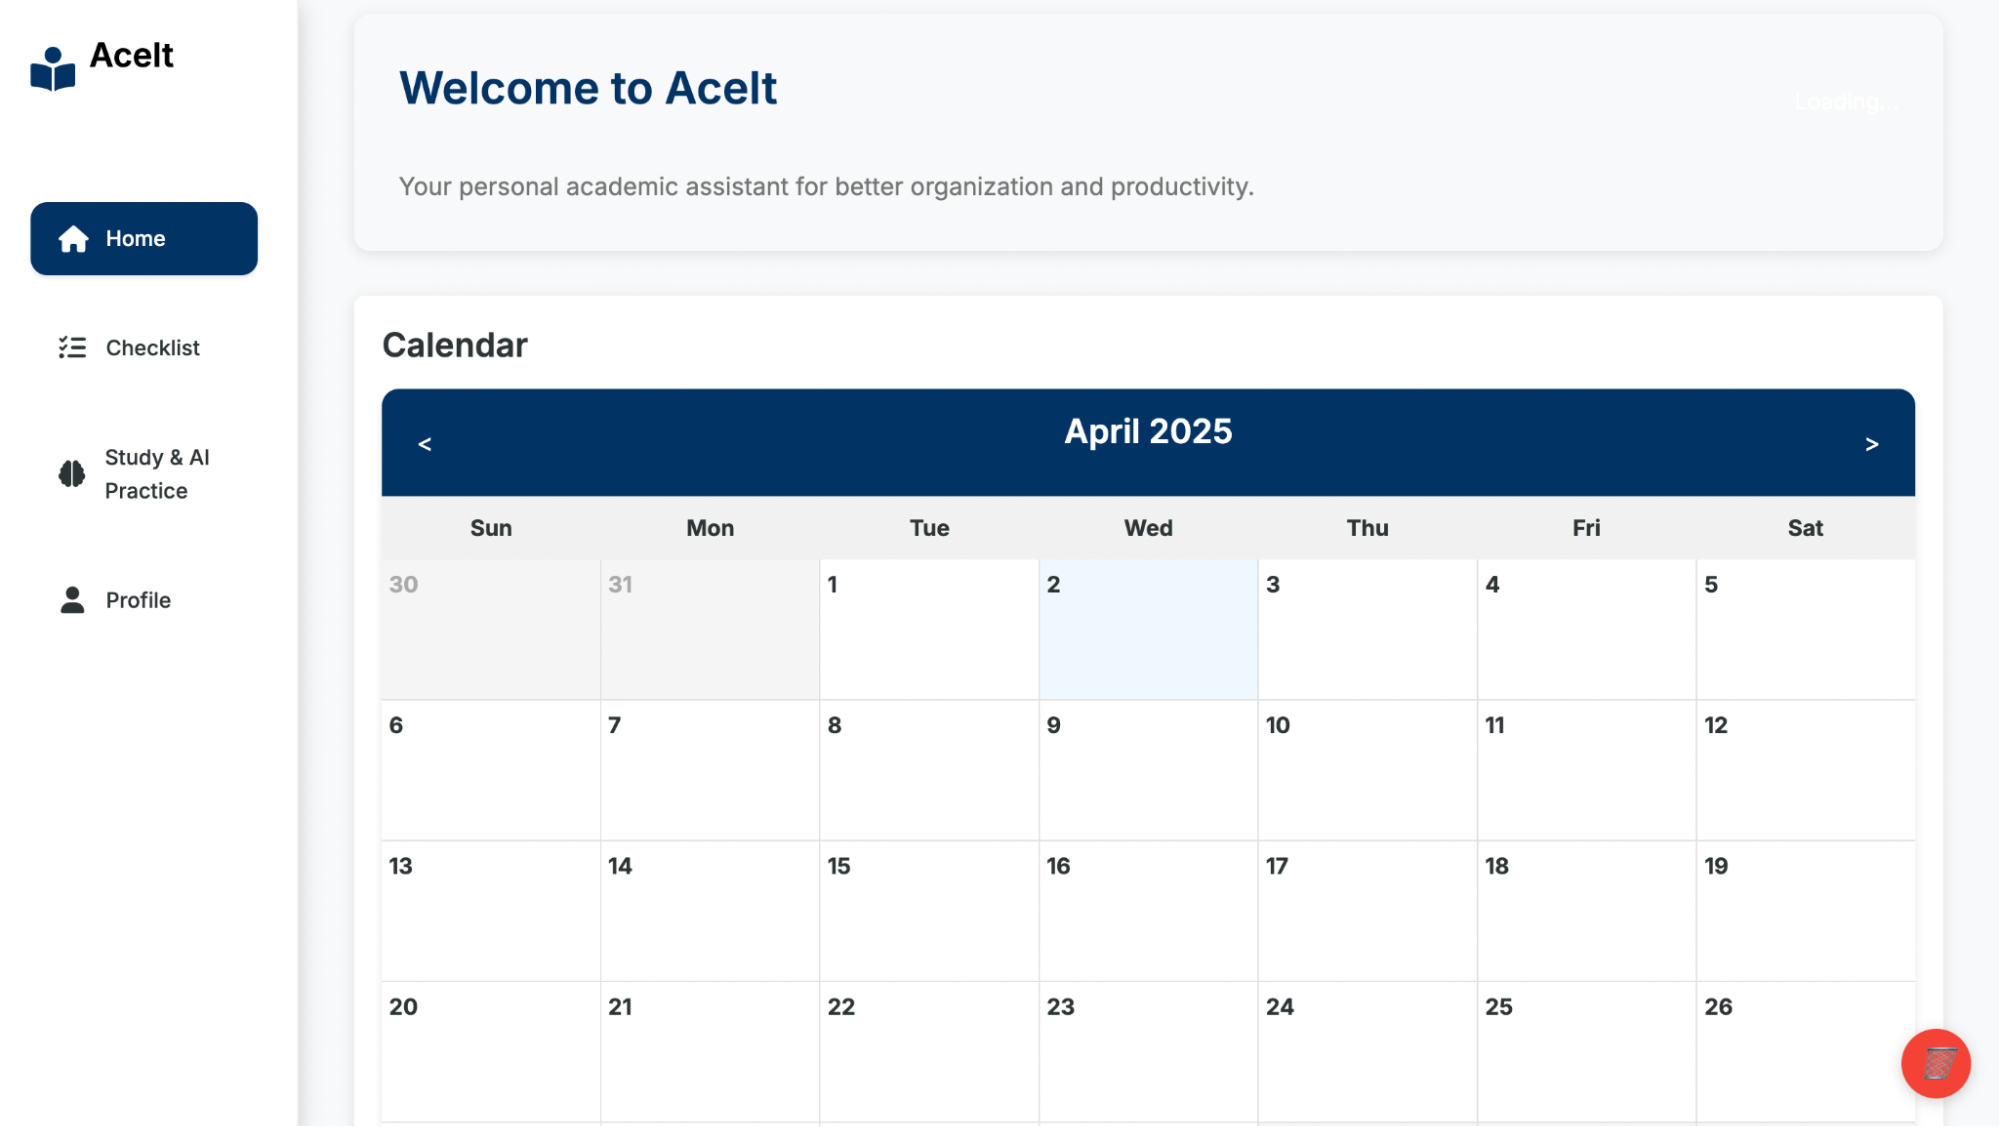 AceIt
Home
Checklist
Study & AI
Practice
Profile
Welcome to AceIt
Loading...
Your personal academic assistant for better organization and productivity.
Calendar
< April 2025 >
Sun Mon Tue Wed Thu Fri Sat
30 31 1 2 3 4 5
6 7 8 9 10 11 12
13 14 15 16 17 18 19
20 21 22 23 24 25 26